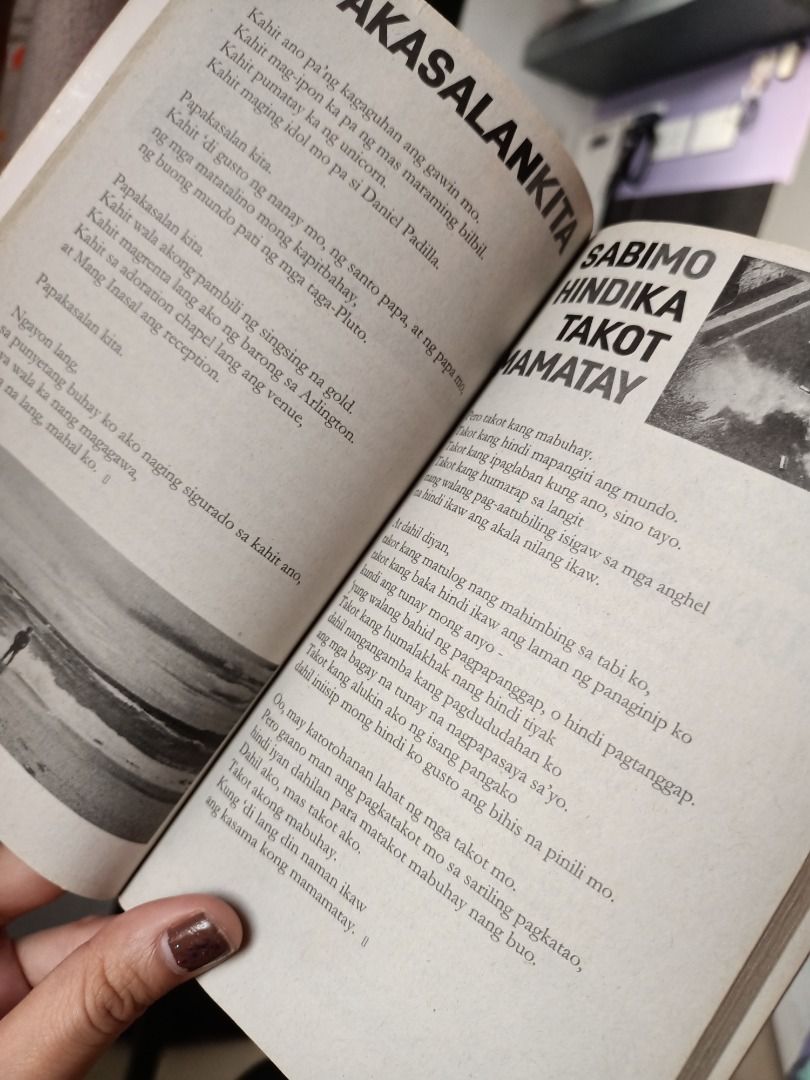 AKASALANKITA
Kahit ano pa'ng kagaguhan ang gawin mo.
Kahit mag-ipon ka pa ng mas maraming bilbil.
Kahit pumatay ka ng unicorn.
Kahit maging idol mo pa si Daniel Padilla.
Papakasalan kita.
Kahit 'di gusto ng nanay mo, ng santo papa, at ng papa mo,
ng mga matatalino mong kapitbahay,
ng buong mundo pati ng mga taga-Pluto.
Papakasalan kita.
Kahit wala akong pambili ng singsing na gold.
Kahit magrenta lang ako ng barong sa Arlington.
Kahit sa adoration chapel lang ang venue,
at Mang Inasal ang reception.
Papakasalan kita.
Ngayon lang,
sa punyetang buhay ko ako naging sigurado sa kahit ano,
wala ka nang magagawa,
na lang, mahal ko.
SABIMO
HINDIKA
TAKOT
MAMATAY
Pero takot kang mabuhay.
Takot kang hindi mapangiti ang mundo.
Takot kang ipaglaban kung ano, sino tayo.
Takot kang humarap sa langit
nang walang pag-aatubiling isigaw sa mga anghel
na hindi ikaw ang akala nilang ikaw.
At dahil diyan,
takot kang matulog nang mahimbing sa tabi ko,
takot kang baka hindi ikaw ang laman ng panaginip ko
kundi ang tunay mong anyo -
'yung walang bahid ng pagpapanggap, o hindi pagtanggap.
Takot kang humalakhak nang hindi tiyak
dahil nangangamba kang pagdududahan ko
ang mga bagay na tunay na nagpapasaya sa'yo.
Takot kang alukin ako ng isang pangako
dahil iniisip mong hindi ko gusto ang bihis na pinili mo.
Oo, may katotohanan lahat ng mga takot mo.
Pero gaano man ang pagkatakot mo sa sariling pagkatao,
hindi iyan dahilan para matakot mabuhay nang buo.
Dahil ako, mas takot ako.
Takot akong mabuhay.
Kung 'di lang din naman ikaw
ang kasama kong mamamatay.